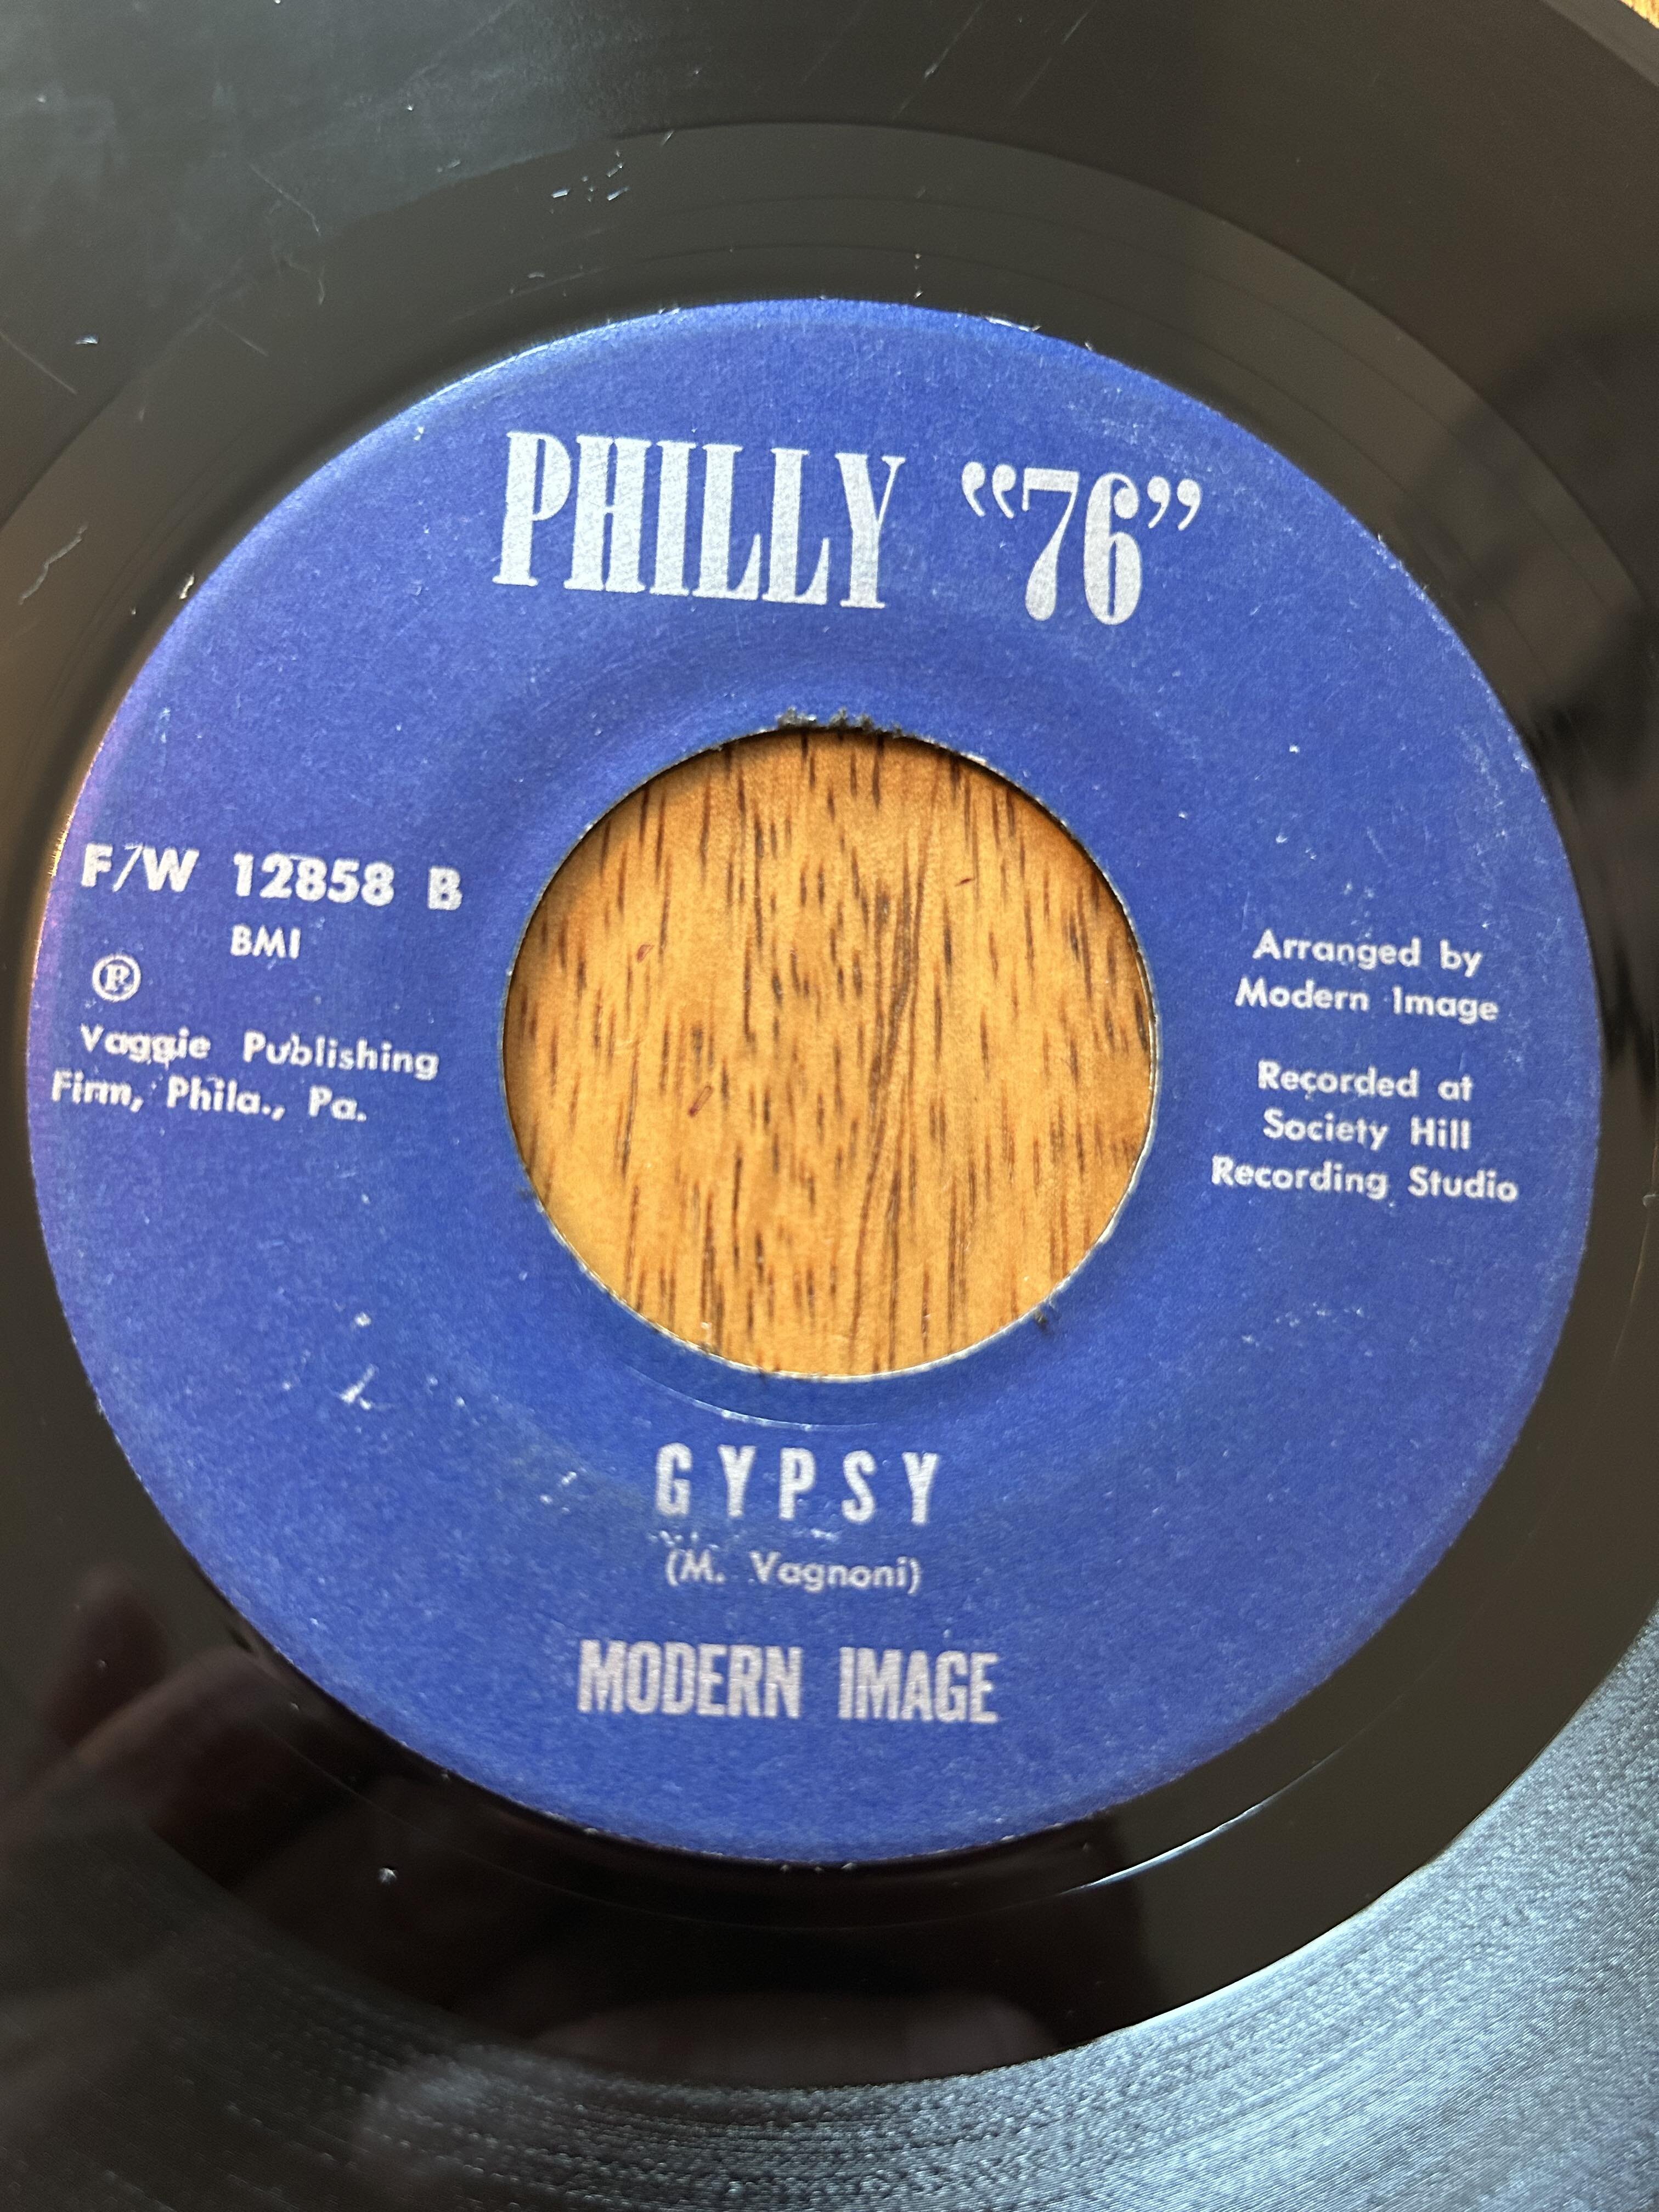 PHILLY “76”
F/W 12858 B
BMI
Ⓡ
Vaggie Publishing
Firm, Phila., Pa.
Arranged by
Modern Image
Recorded at
Society Hill
Recording Studio
GYPSY
(M. Vagnoni)
MODERN IMAGE